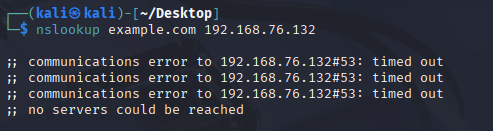 ┌──(kali㉿kali)-[~/Desktop]
└─$ nslookup example.com 192.168.76.132
;; communications error to 192.168.76.132#53: timed out
;; communications error to 192.168.76.132#53: timed out
;; communications error to 192.168.76.132#53: timed out
;; no servers could be reached